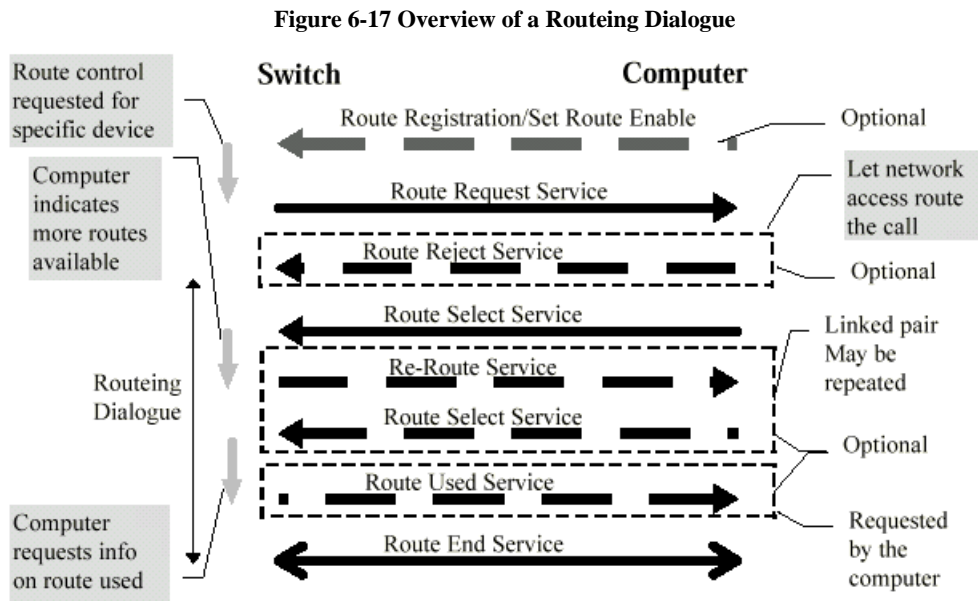 Figure 6-17 Overview of a Routeing Dialogue
Route control
requested for
specific device
Switch
Computer
Route Registration/Set Route Enable
Optional
Computer
indicates
more routes
available
Route Request Service
Let network
access route
the call
Route Reject Service
Optional
Route Select Service
Linked pair
May be
repeated
Re-Route Service
Routeing
Dialogue
Route Select Service
Optional
Route Used Service
Computer
requests info
on route used
Requested
by the
computer
Route End Service